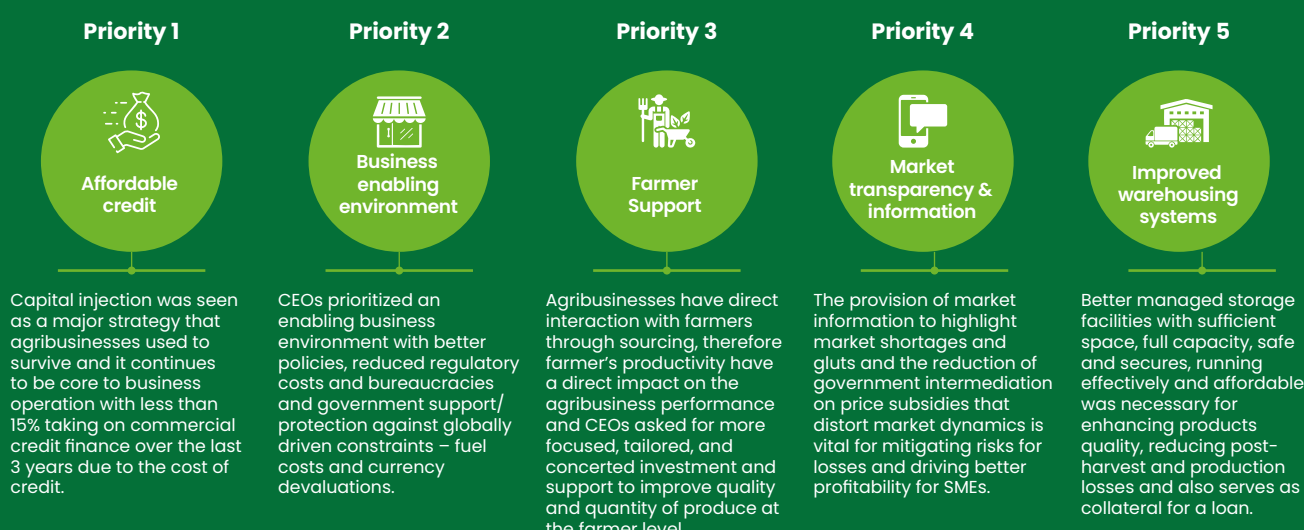 Priority 1
Affordable
credit
Capital injection was seen
as a major strategy that
agribusinesses used to
survive and it continues
to be core to business
operation with less than
15% taking on commercial
credit finance over the last
3 years due to the cost of
credit.
Priority 2
Business
enabling
environment
CEOs prioritized an
enabling business
environment with better
policies, reduced regulatory
costs and bureaucracies
and government support/
protection against globally
driven constraints – fuel
costs and currency
devaluations.
Priority 3
Farmer
Support
Agribusinesses have direct
interaction with farmers
through sourcing, therefore
farmer's productivity have
a direct impact on the
agribusiness performance
and CEOs asked for more
focused, tailored, and
concerted investment and
support to improve quality
and quantity of produce at
the farmer level
Priority 4
Market
transparency &
information
The provision of market
information to highlight
market shortages and
gluts and the reduction of
government intermediation
on price subsidies that
distort market dynamics is
vital for mitigating risks for
losses and driving better
profitability for SMEs.
Priority 5
Improved
warehousing
systems
Better managed storage
facilities with sufficient
space, full capacity, safe
and secures, running
effectively and affordable
was necessary for
enhancing products
quality, reducing post-
harvest and production
losses and also serves as
collateral for a loan.